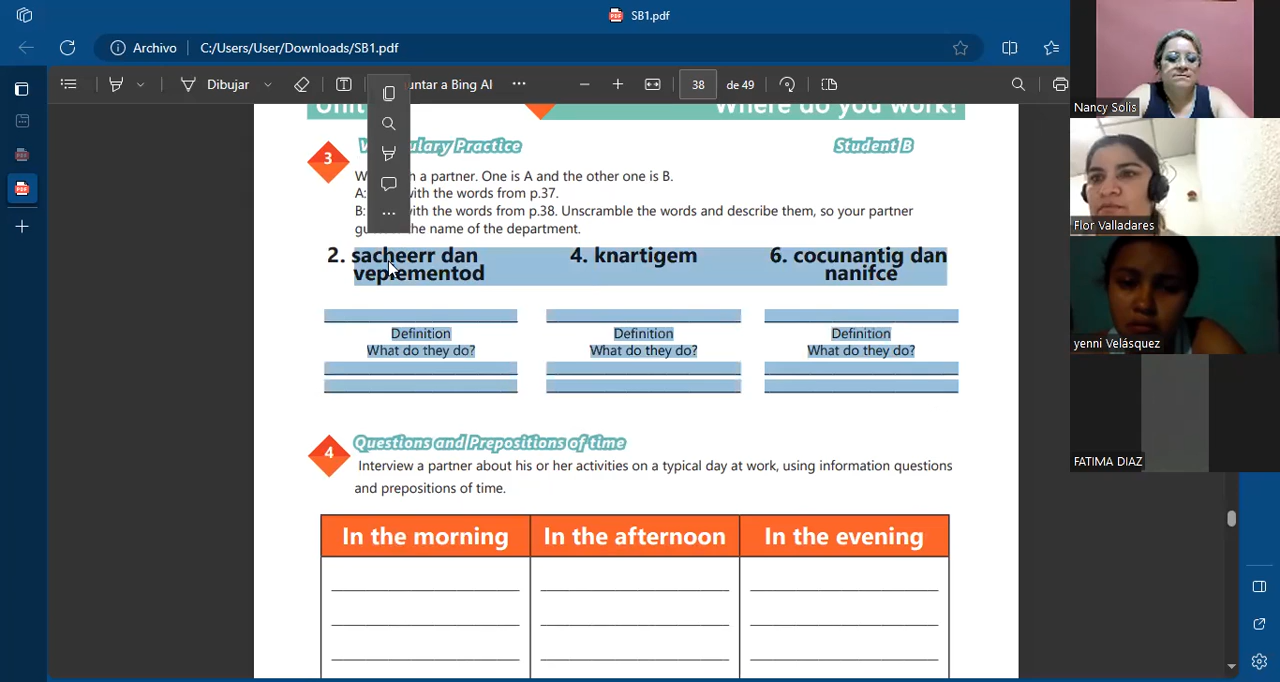 SB1.pdf
Archivo
C:/Users/User/Downloads/SB1.pdf
Dibujar
untar a Bing AI
38
de 49
Where do you work?
3
Vocabulary Practice
Student B
n a partner. One is A and the other one is B.
A: with the words from p.37.
B: with the words from p.38. Unscramble the words and describe them, so your partner
gu he name of the department.
2. sacheerr dan
veplementod
4. knartigem
6. cocunantig dan
nanifce
Definition
Definition
Definition
What do they do?
What do they do?
What do they do?
4
Questions and Prepositions of time
Interview a partner about his or her activities on a typical day at work, using information questions
and prepositions of time.
In the morning
In the afternoon
In the evening
Nancy Solis
Flor Valladares
yenni Velásquez
FATIMA DIAZ